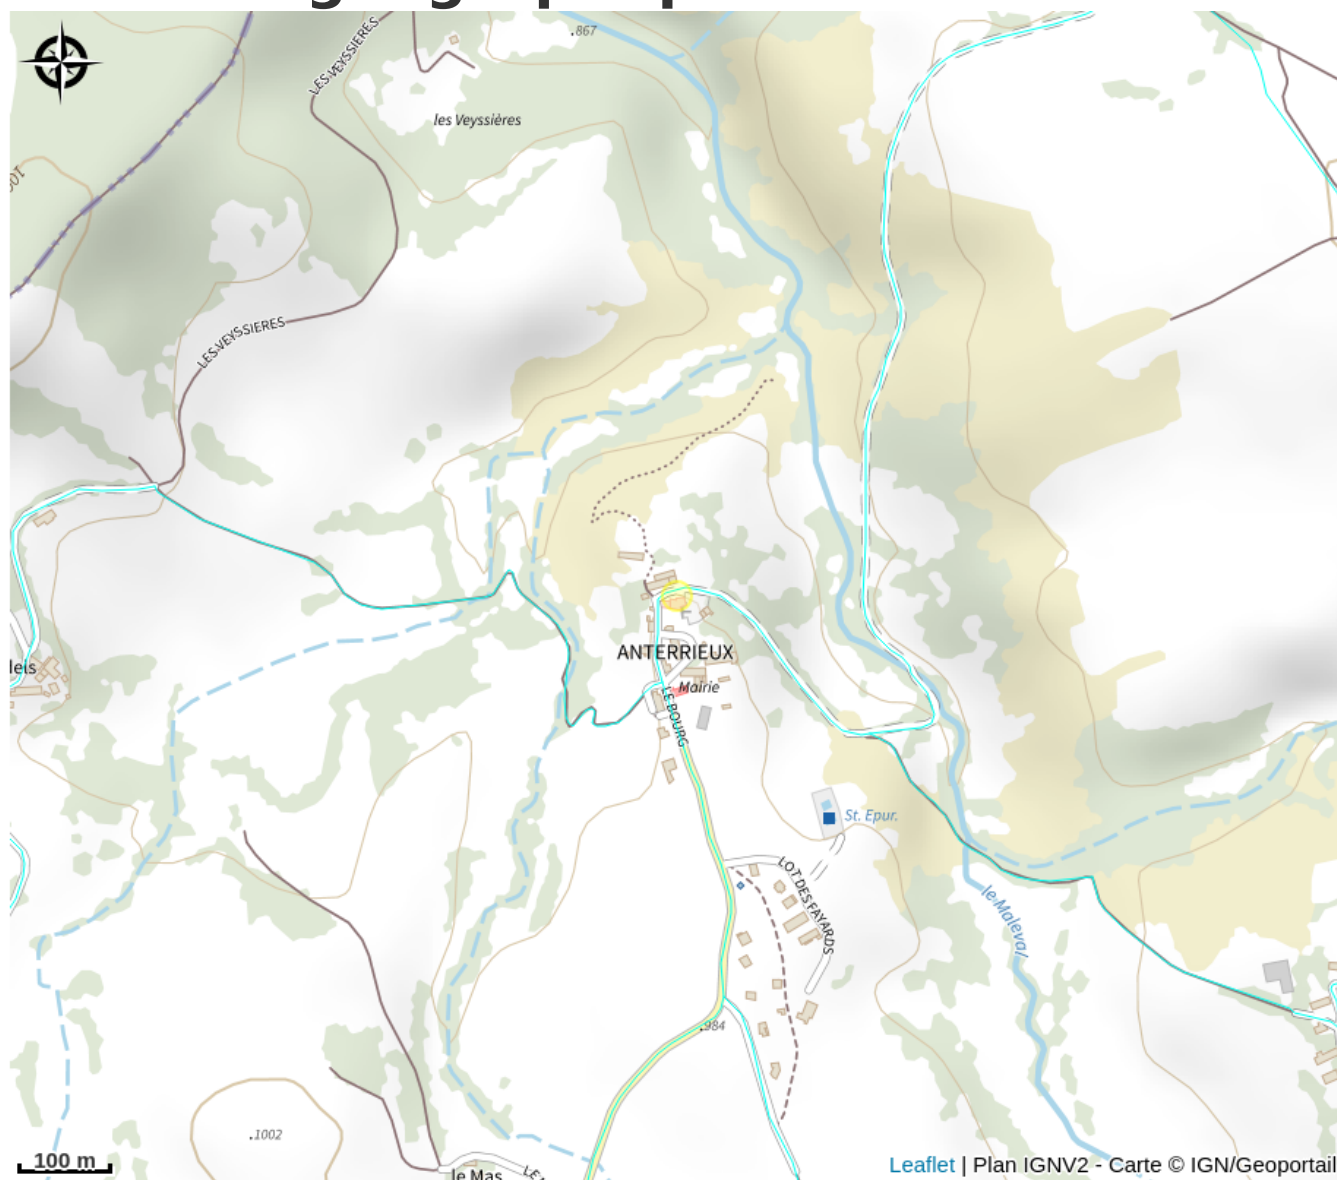 .867
LES VEYSSIERES
les Veyssières
LES VEYSSIERES
ANTERRIEUX
Mairie
LE BOURG
St. Epur.
LOT DES FAYARDS
le Maleval
.984
.1002
le Mas
100 m
Leaflet | Plan IGNV2 - Carte © IGN/Geoportail